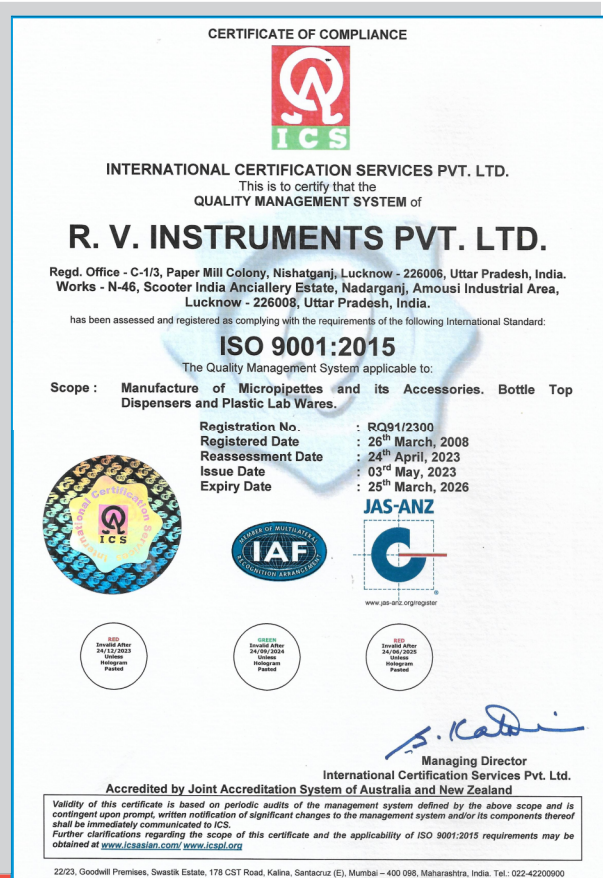 CERTIFICATE OF COMPLIANCE
ICS
INTERNATIONAL CERTIFICATION SERVICES PVT. LTD.
This is to certify that the
QUALITY MANAGEMENT SYSTEM of
R. V. INSTRUMENTS PVT. LTD.
Regd. Office - C-1/3, Paper Mill Colony, Nishatganj, Lucknow - 226006, Uttar Pradesh, India.
Works - N-46, Scooter India Anciallery Estate, Nadarganj, Amousi Industrial Area,
Lucknow - 226008, Uttar Pradesh, India.
has been assessed and registered as complying with the requirements of the following International Standard:
ISO 9001:2015
The Quality Management System applicable to:
Scope : Manufacture of Micropipettes and its Accessories. Bottle Top
Dispensers and Plastic Lab Wares.
Registration No. : RQ91/2300
Registered Date : 26th March, 2008
Reassessment Date : 24th April, 2023
Issue Date : 03rd May, 2023
Expiry Date : 25th March, 2026
International Certification
ICS
MEMBER OF MULTILATERAL
IAF
RECOGNITION ARRANGEMENT
JAS-ANZ
www.jas-anz.org/register
RED
Invalid After
24/12/2023
Unless
Hologram
Pasted
GREEN
Invalid After
24/09/2024
Unless
Hologram
Pasted
RED
Invalid After
24/06/2025
Unless
Hologram
Pasted
Managing Director
International Certification Services Pvt. Ltd.
Accredited by Joint Accreditation System of Australia and New Zealand
Validity of this certificate is based on periodic audits of the management system defined by the above scope and is
contingent upon prompt, written notification of significant changes to the management system and/or its components thereof
shall be immediately communicated to ICS.
Further clarifications regarding the scope of this certificate and the applicability of ISO 9001:2015 requirements may be
obtained at www.icsasian.com/ www.icspl.org
22/23, Goodwill Premises, Swastik Estate, 178 CST Road, Kalina, Santacruz (E), Mumbai – 400 098, Maharashtra, India. Tel.: 022-42200900